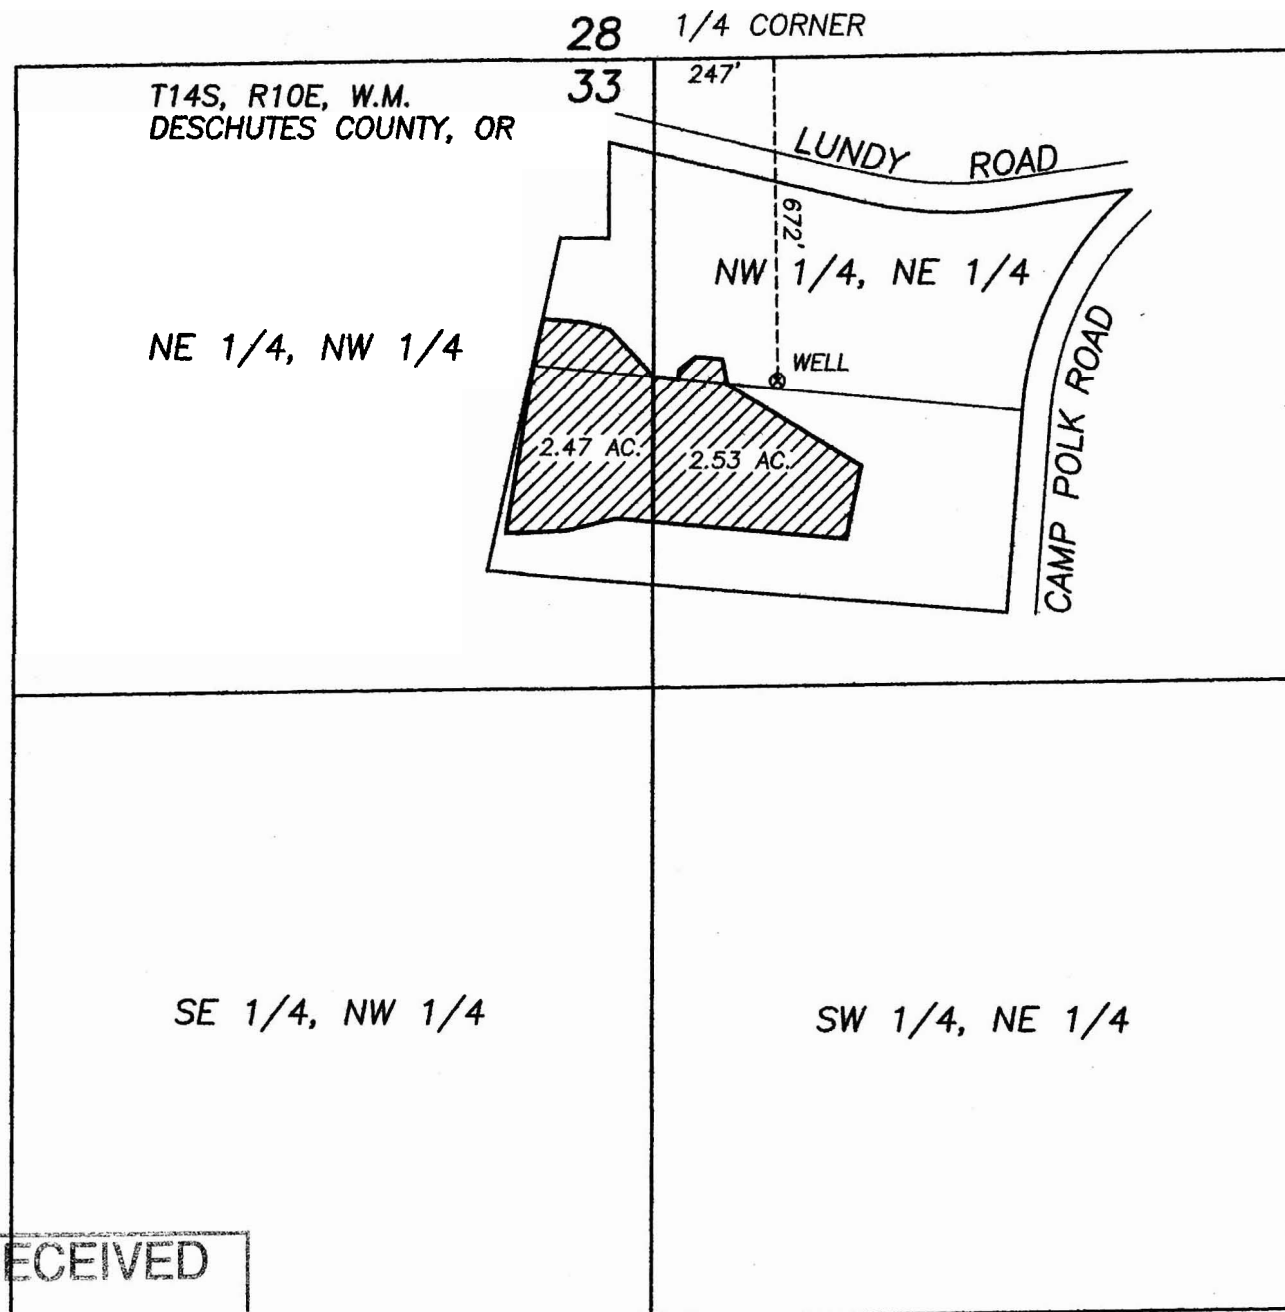 28 1/4 CORNER
33 247'
T14S, R10E, W.M.
DESCHUTES COUNTY, OR
LUNDY ROAD
672'
NW 1/4, NE 1/4
NE 1/4, NW 1/4
WELL
CAMP POLK ROAD
2.47 AC. 2.53 AC.
SE 1/4, NW 1/4
SW 1/4, NE 1/4
ECEIVED